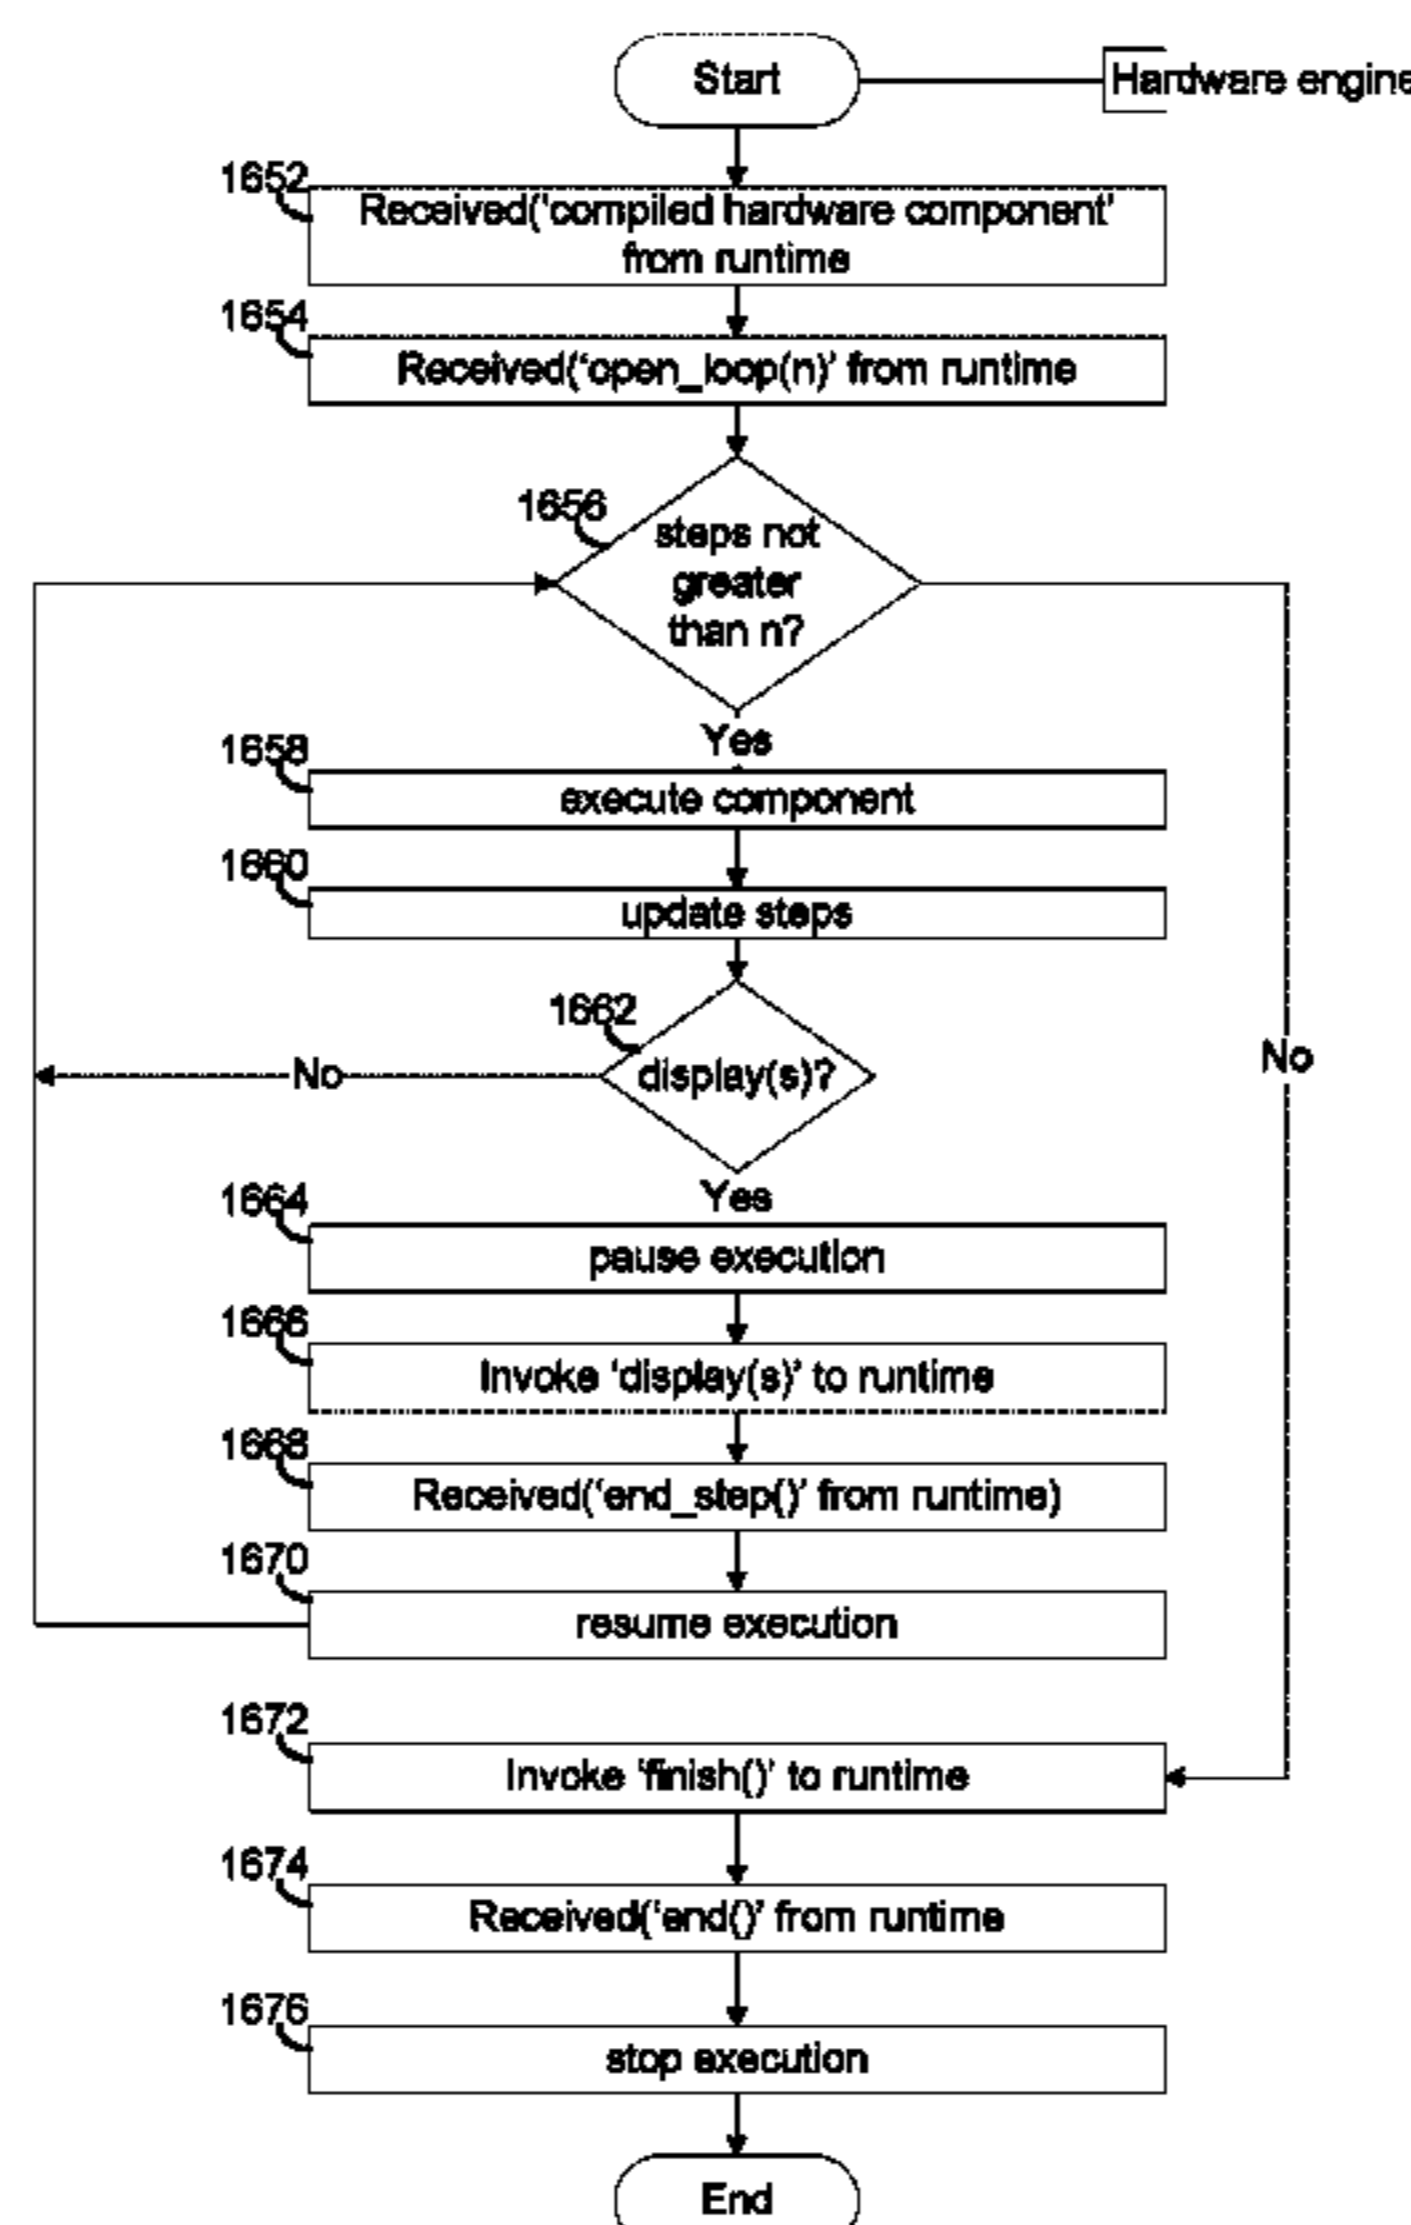 Start
Hardware engine
1652
Received('compiled hardware component'
from runtime
1654
Received('open_loop(n)' from runtime
1656
steps not
greater
than n?
Yes
1658
execute component
1660
update steps
1662
display(s)?
No
No
Yes
1664
pause execution
1666
Invoke 'display(s)' to runtime
1668
Received('end_step()' from runtime)
1670
resume execution
1672
Invoke 'finish()' to runtime
1674
Received('end()' from runtime
1676
stop execution
End